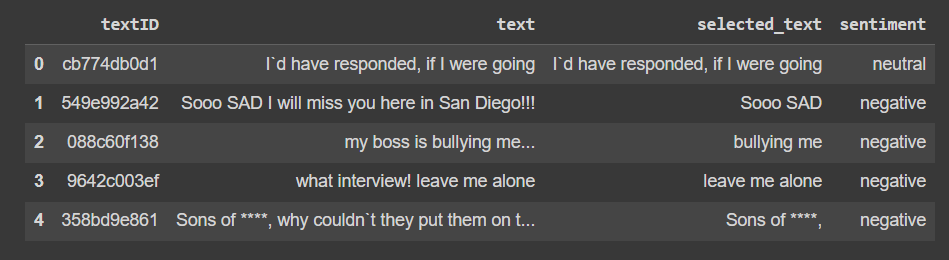 textID text selected_text sentiment
0 cb774db0d1 I`d have responded, if I were going I`d have responded, if I were going neutral
1 549e992a42 Sooo SAD I will miss you here in San Diego!!! Sooo SAD negative
2 088c60f138 my boss is bullying me... bullying me negative
3 9642c003ef what interview! leave me alone leave me alone negative
4 358bd9e861 Sons of ****, why couldn`t they put them on t... Sons of ****, negative